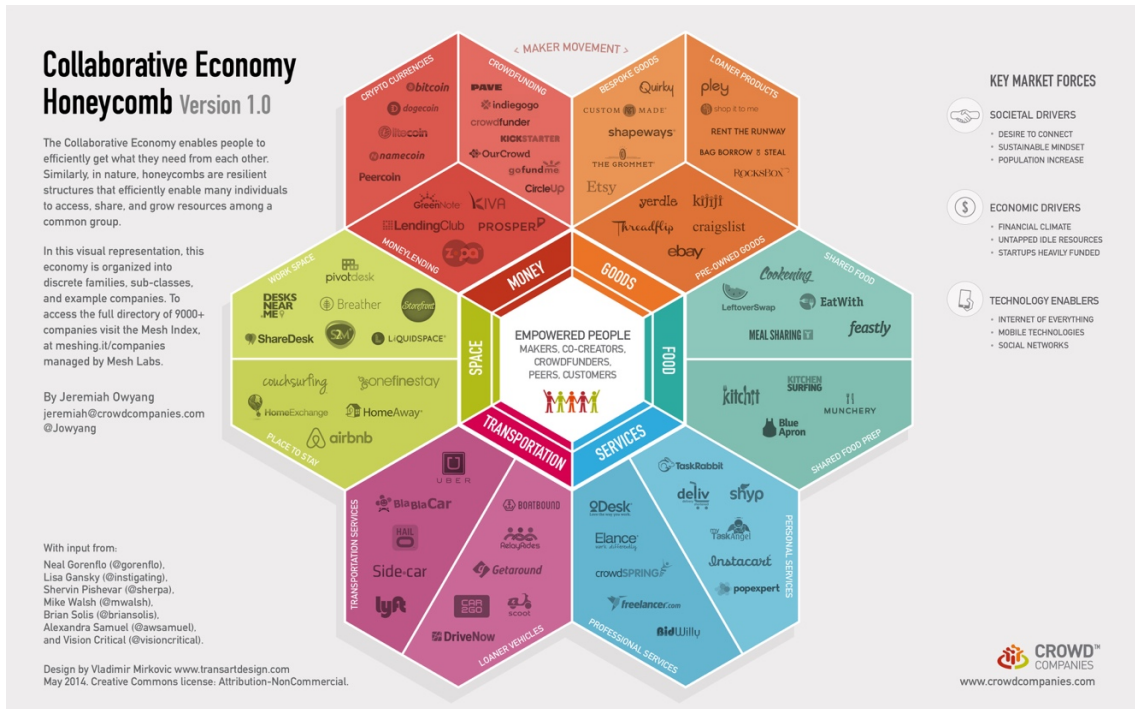 Collaborative Economy
Honeycomb Version 1.0
The Collaborative Economy enables people to
efficiently get what they need from each other.
Similarly, in nature, honeycombs are resilient
structures that efficiently enable many individuals
to access, share, and grow resources among a
common group.
In this visual representation, this
economy is organized into
discrete families, sub-classes,
and example companies. To
access the full directory of 9000+
companies visit the Mesh Index,
at meshing.it/companies
managed by Mesh Labs.
By Jeremiah Owyang
jeremiah@crowdcompanies.com
@Jowyang
With input from:
Neal Gorenflo (@gorenflo),
Lisa Gansky (@instigating),
Shervin Pishevar (@sherpa),
Mike Walsh (@mwalsh),
Brian Solis (@briansolis),
Alexandra Samuel (@awsamuel),
and Vision Critical (@visioncritical).
Design by Vladimir Mirkovic www.transartdesign.com
May 2014. Creative Commons license: Attribution-NonCommercial.
< MAKER MOVEMENT >
CRYPTO CURRENCIES
bitcoin
dogecoin
litecoin
namecoin
Peercoin
CROWDFUNDING
PAVE
indiegogo
crowdfunder
KICKSTARTER
OurCrowd
gofundme
CircleUp
GreenNote
KIVA
LendingClub
PROSPER
zopa
MONEYLENDING
BESPOKE GOODS
Quirky
CUSTOM MADE
shapeways
THE GROMMET
Etsy
LOANER PRODUCTS
pley
shop it to me
RENT THE RUNWAY
BAG BORROW & STEAL
ROCKSBOX
yerdle
kijiji
Threadflip
craigslist
ebay
PRE-OWNED GOODS
MONEY
GOODS
FOOD
SERVICES
TRANSPORTATION
SPACE
EMPOWERED PEOPLE
MAKERS, CO-CREATORS,
CROWDFUNDERS,
PEERS, CUSTOMERS
WORK SPACE
pivotdesk
DESKS
NEAR
.ME
Breather
Storefront
ShareDesk
S2M
LIQUIDSPACE
couchsurfing
onefinestay
HomeExchange
HomeAway
airbnb
PLACE TO STAY
SHARED FOOD
Cookening
LeftoverSwap
EatWith
MEAL SHARING
feastly
kitchit
KITCHEN
SURFING
MUNCHERY
Blue
Apron
SHARED FOOD PREP
TRANSPORTATION SERVICES
UBER
BlaBlaCar
HAIL
O
Side.car
lyft
BOATBOUND
RelayRides
Getaround
CAR
2GO
scoot
DriveNow
LOANER VEHICLES
oDesk
Elance
crowdSPRING
freelancer.com
BidWilly
PROFESSIONAL SERVICES
TaskRabbit
deliv
shyp
TaskAngel
Instacart
popexpert
PERSONAL SERVICES
KEY MARKET FORCES
SOCIETAL DRIVERS
• DESIRE TO CONNECT
• SUSTAINABLE MINDSET
• POPULATION INCREASE
$
ECONOMIC DRIVERS
• FINANCIAL CLIMATE
• UNTAPPED IDLE RESOURCES
• STARTUPS HEAVILY FUNDED
TECHNOLOGY ENABLERS
• INTERNET OF EVERYTHING
• MOBILE TECHNOLOGIES
• SOCIAL NETWORKS
CROWD™
COMPANIES
www.crowdcompanies.com